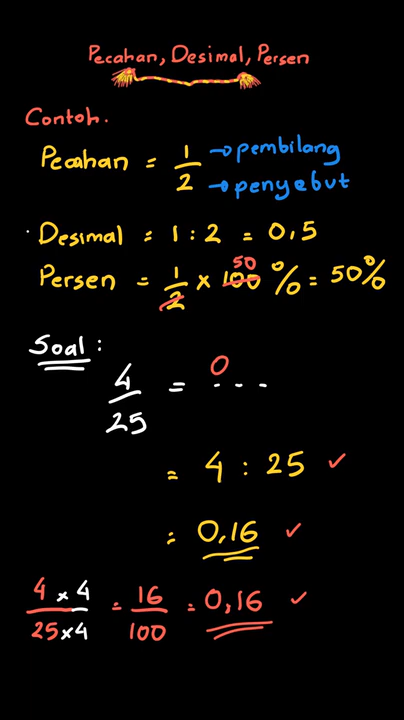 Pecahan, Desimal, Persen
Contoh.
Pecahan = 1/2 → pembilang
→ penyebut
Desimal = 1 : 2 = 0,5
Persen = 1/2 x 100 % = 50%
50
Soal :
4/25 = ...
0
= 4 : 25 ✓
= 0,16 ✓
4 x 4 / 25 x 4 = 16/100 = 0,16 ✓